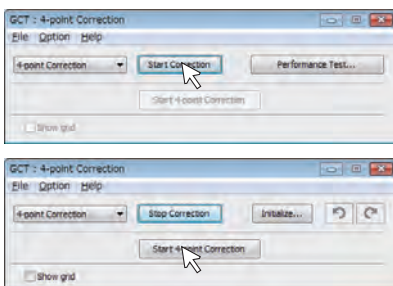 GCT : 4-point Correction
File Option Help
4-point Correction Start Correction Performance Test...
Start 4-point Correction
Show grid
GCT : 4-point Correction
File Option Help
4-point Correction Stop Correction Initialize...
Start 4-point Correction
Show grid